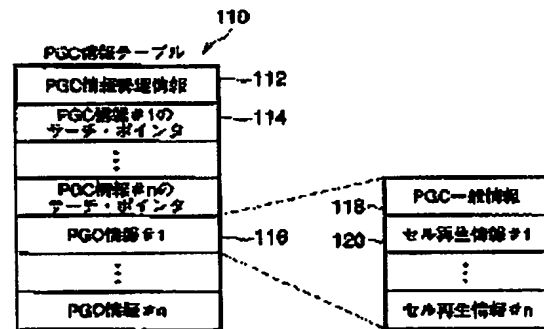 110
PGC情報テーブル
PGC情報管理情報
112
PGC情報#1の
サーチ・ポインタ
114
PGC情報#nの
サーチ・ポインタ
PGC情報#1
116
PGC情報#n
118
PGC一般情報
120
セル再生情報#1
セル再生情報#n